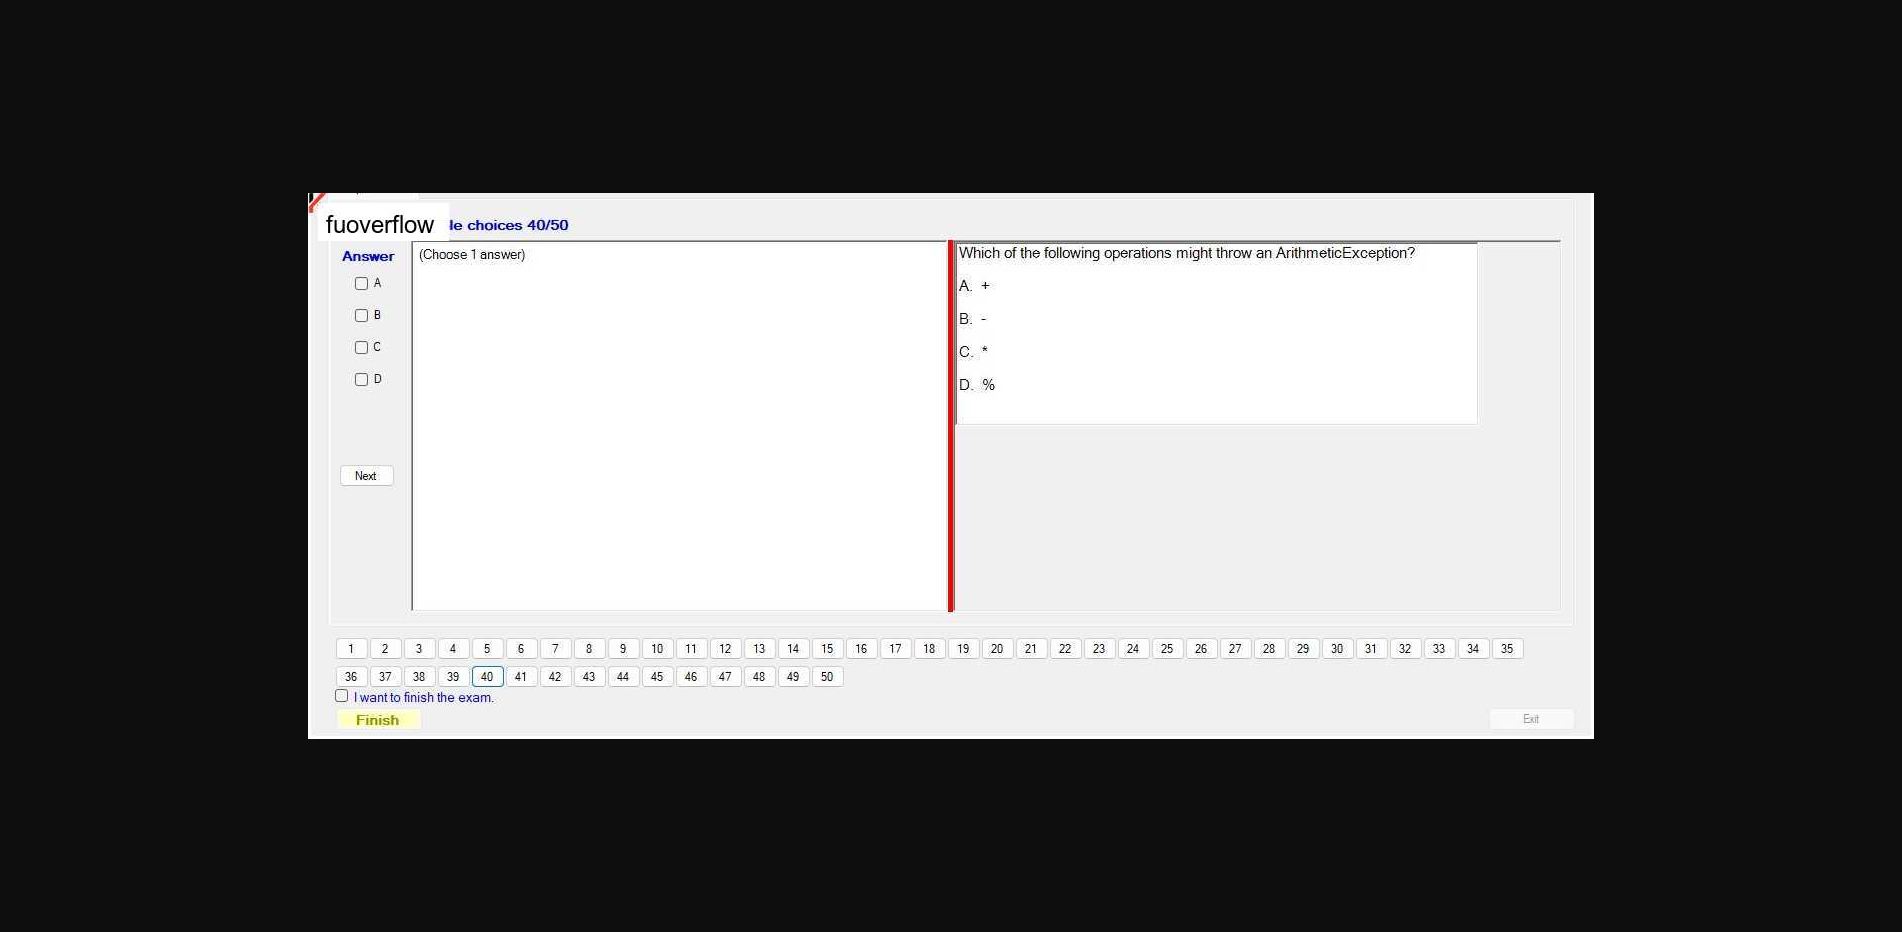 fuoverflow le choices 40/50
Answer
A
B
C
D
Next
(Choose 1 answer)
Which of the following operations might throw an ArithmeticException?
A. +
B. -
C. *
D. %
1 2 3 4 5 6 7 8 9 10 11 12 13 14 15 16 17 18 19 20 21 22 23 24 25 26 27 28 29 30 31 32 33 34 35
36 37 38 39 40 41 42 43 44 45 46 47 48 49 50
I want to finish the exam.
Finish
Exit